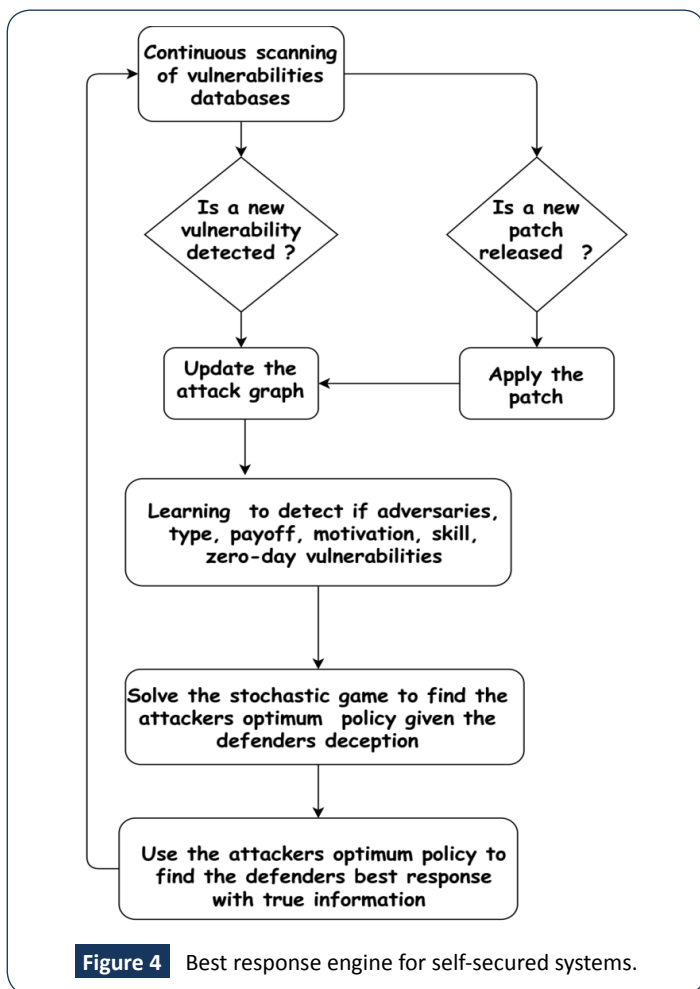 Continuous scanning
of vulnerabilities
databases
Is a new
vulnerability
detected ?
Is a new
patch
released ?
Update the
attack graph
Apply the
patch
Learning to detect if adversaries,
type, payoff, motivation, skill,
zero-day vulnerabilities
Solve the stochastic game to find the
attackers optimum policy given the
defenders deception
Use the attackers optimum policy to
find the defenders best response
with true information
Figure 4 Best response engine for self-secured systems.